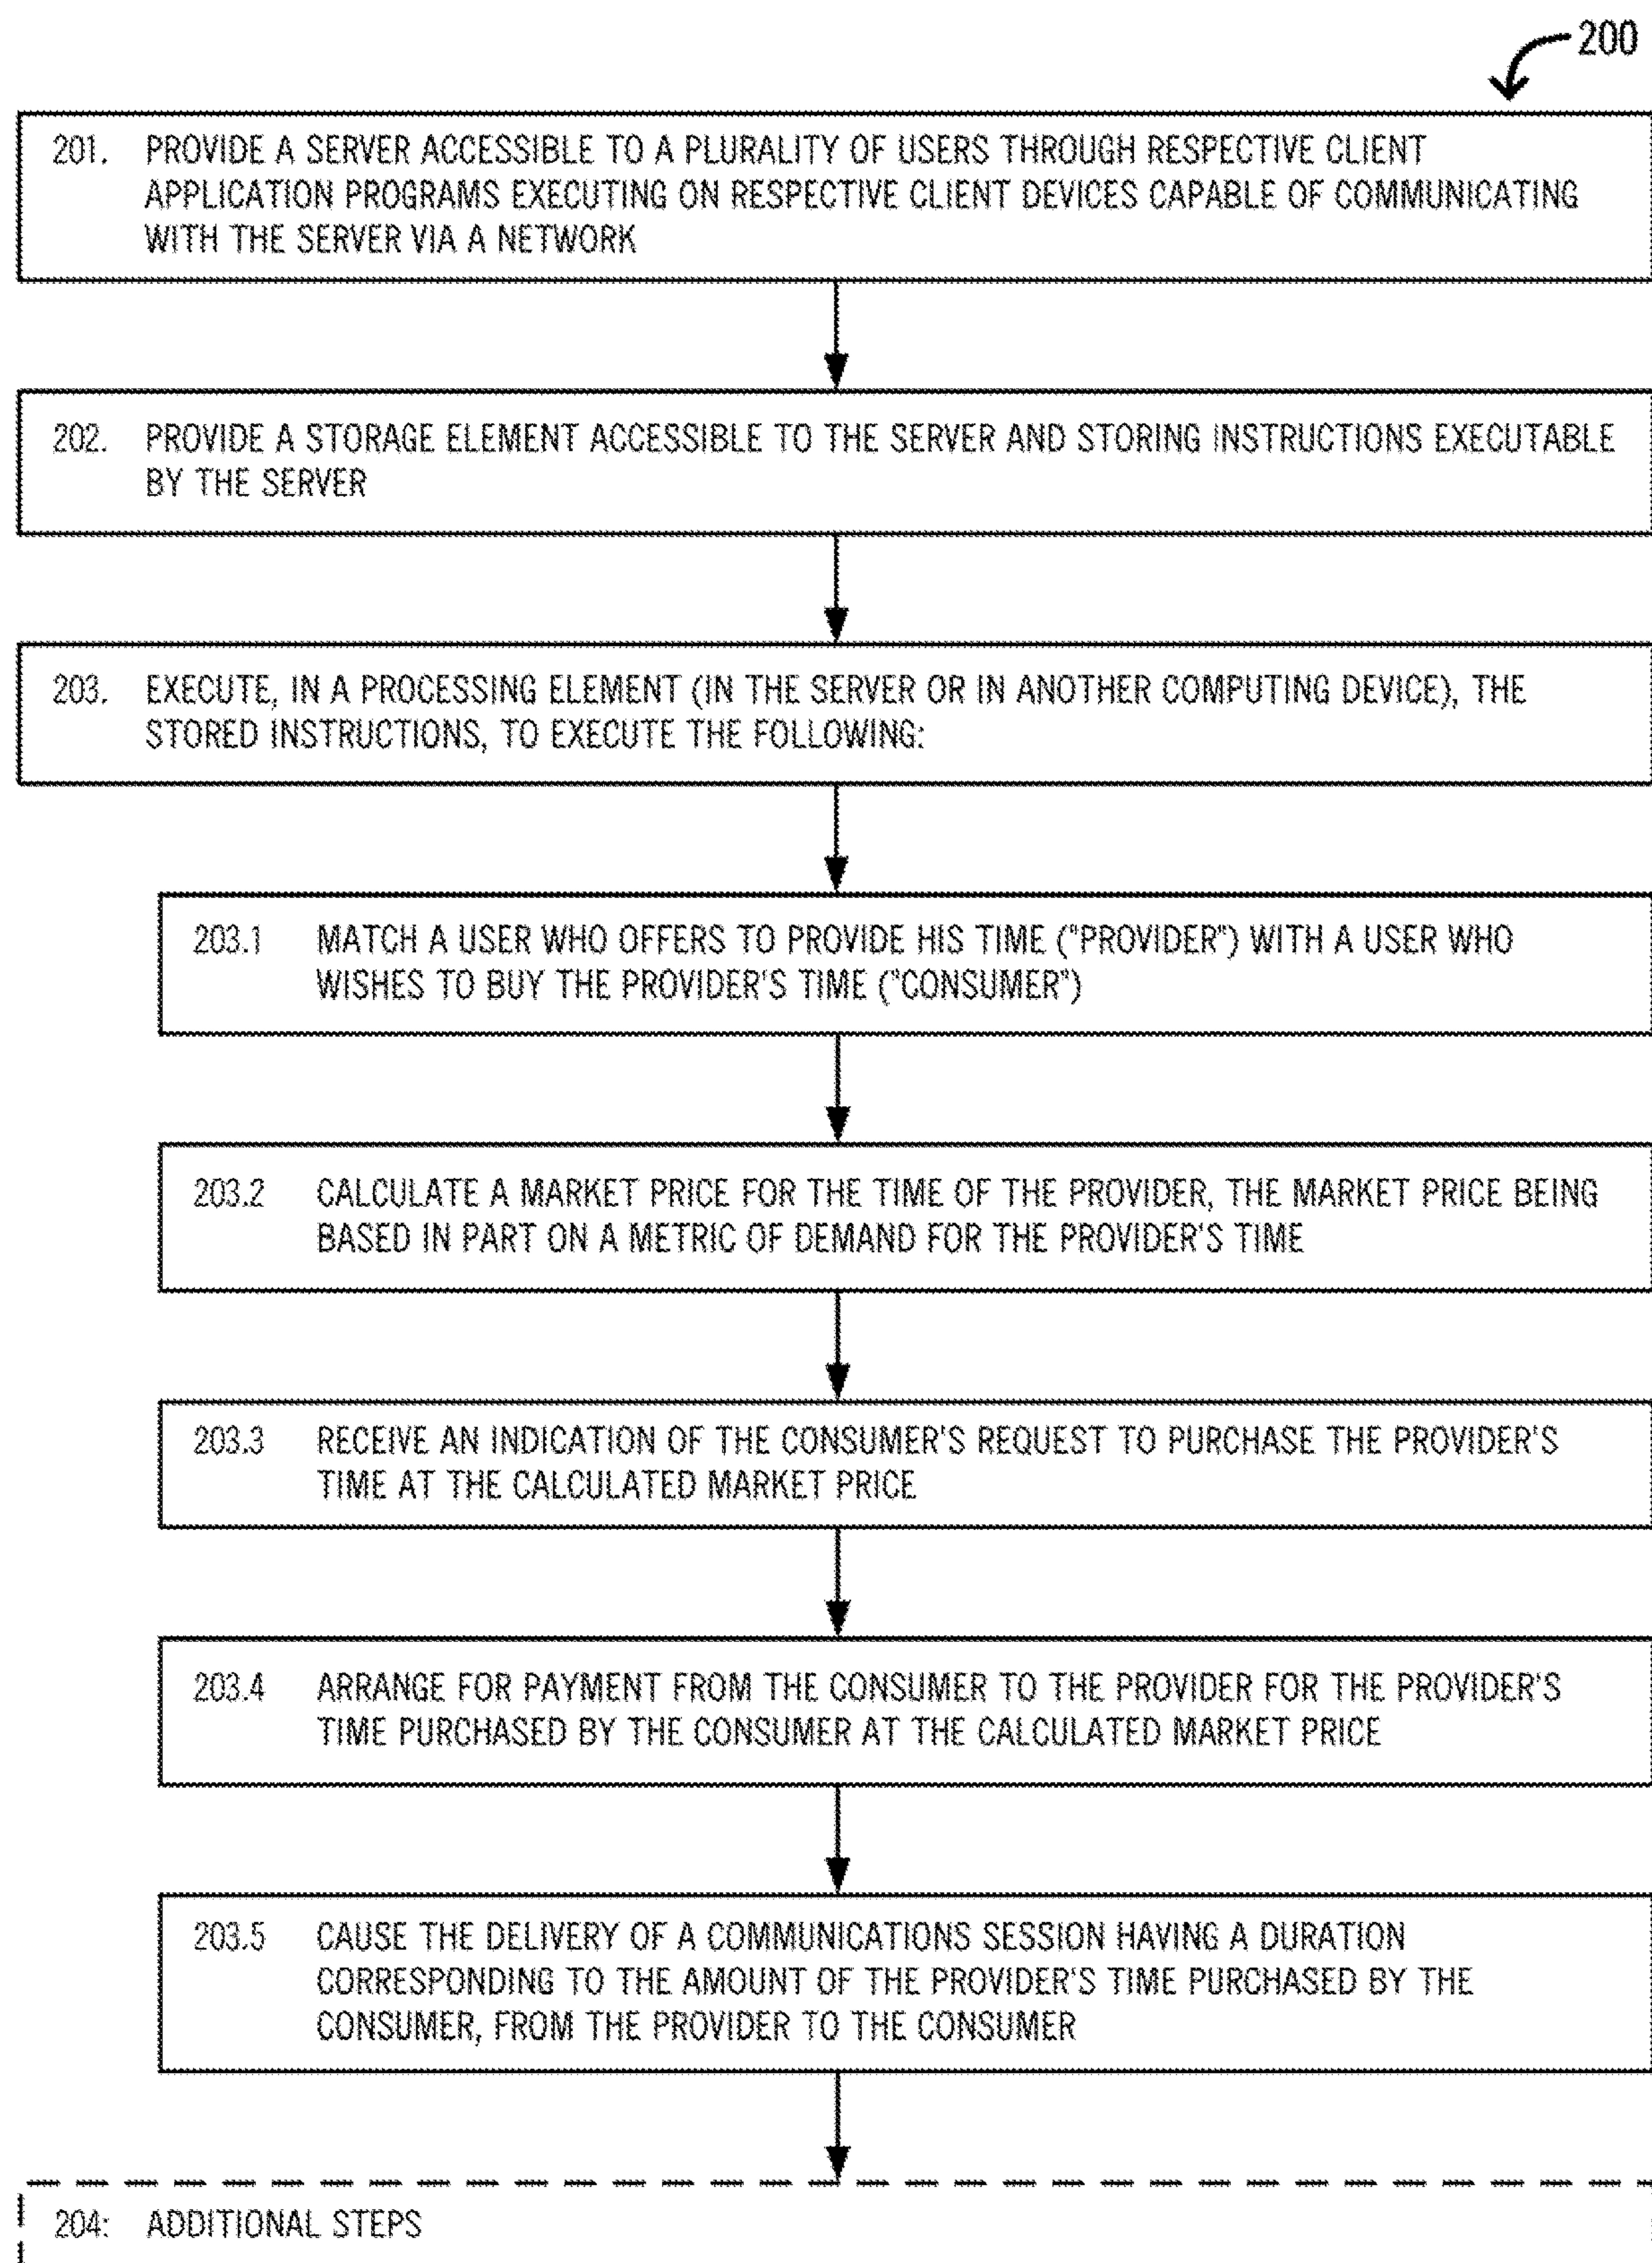 200
201. PROVIDE A SERVER ACCESSIBLE TO A PLURALITY OF USERS THROUGH RESPECTIVE CLIENT
APPLICATION PROGRAMS EXECUTING ON RESPECTIVE CLIENT DEVICES CAPABLE OF COMMUNICATING
WITH THE SERVER VIA A NETWORK
202. PROVIDE A STORAGE ELEMENT ACCESSIBLE TO THE SERVER AND STORING INSTRUCTIONS EXECUTABLE
BY THE SERVER
203. EXECUTE, IN A PROCESSING ELEMENT (IN THE SERVER OR IN ANOTHER COMPUTING DEVICE), THE
STORED INSTRUCTIONS, TO EXECUTE THE FOLLOWING:
203.1 MATCH A USER WHO OFFERS TO PROVIDE HIS TIME ("PROVIDER") WITH A USER WHO
WISHES TO BUY THE PROVIDER'S TIME ("CONSUMER")
203.2 CALCULATE A MARKET PRICE FOR THE TIME OF THE PROVIDER, THE MARKET PRICE BEING
BASED IN PART ON A METRIC OF DEMAND FOR THE PROVIDER'S TIME
203.3 RECEIVE AN INDICATION OF THE CONSUMER'S REQUEST TO PURCHASE THE PROVIDER'S
TIME AT THE CALCULATED MARKET PRICE
203.4 ARRANGE FOR PAYMENT FROM THE CONSUMER TO THE PROVIDER FOR THE PROVIDER'S
TIME PURCHASED BY THE CONSUMER AT THE CALCULATED MARKET PRICE
203.5 CAUSE THE DELIVERY OF A COMMUNICATIONS SESSION HAVING A DURATION
CORRESPONDING TO THE AMOUNT OF THE PROVIDER'S TIME PURCHASED BY THE
CONSUMER, FROM THE PROVIDER TO THE CONSUMER
204: ADDITIONAL STEPS